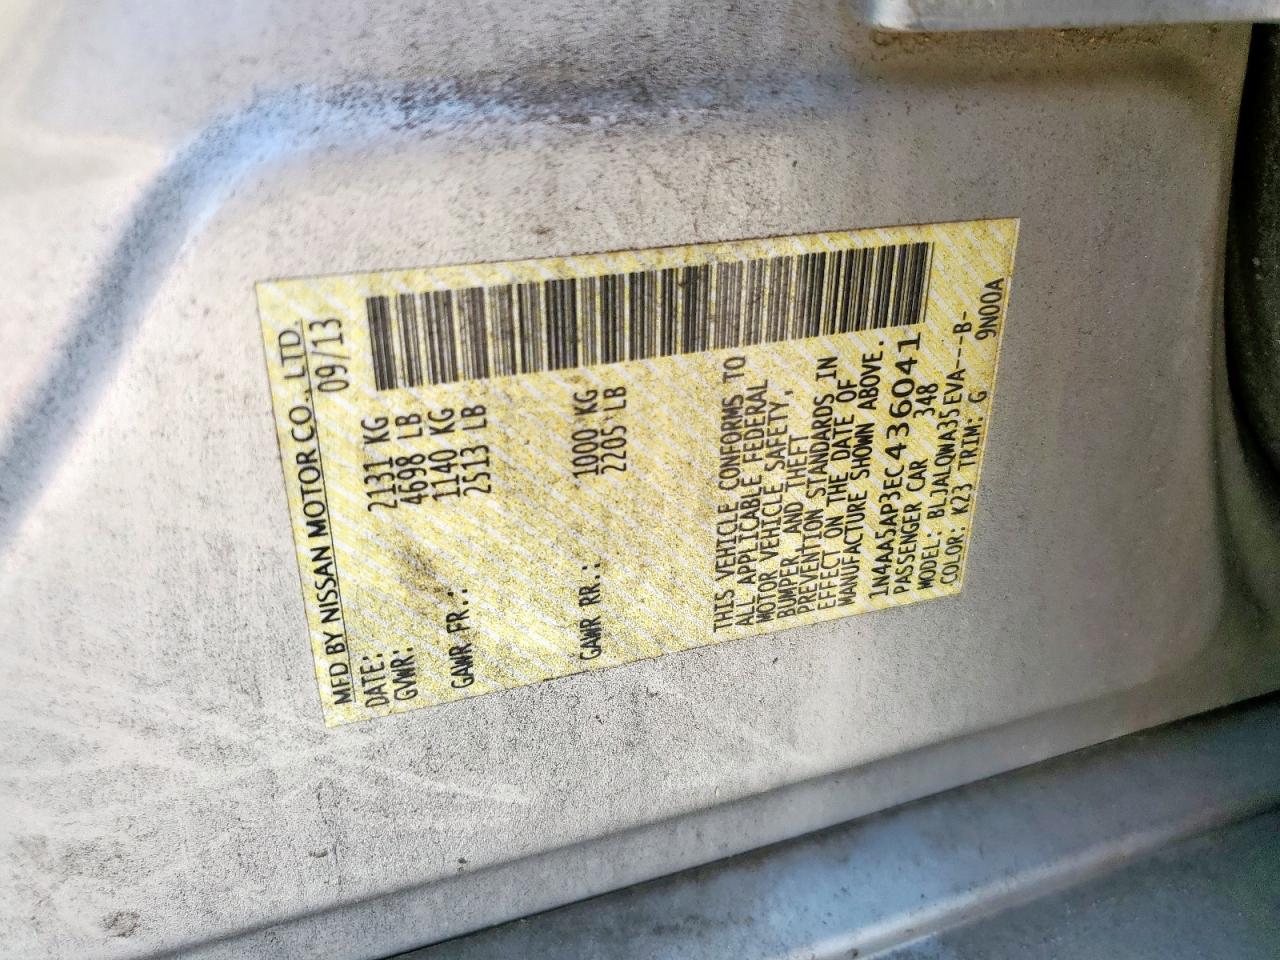 MFD BY NISSAN MOTOR CO., LTD.
DATE: 09/13
GVWR: 2131 KG
4698 LB
GAWR FR.: 1140 KG
2513 LB
GAWR RR.: 1000 KG
2205 LB
THIS VEHICLE CONFORMS TO
ALL APPLICABLE FEDERAL
MOTOR VEHICLE SAFETY,
BUMPER, AND THEFT
PREVENTION STANDARDS IN
EFFECT ON THE DATE OF
MANUFACTURE SHOWN ABOVE.
1N4AA5AP3EC436041
PASSENGER CAR 348
MODEL: BLJALQWA35EVA---B-
COLOR: K23 TRIM: G 9N00A